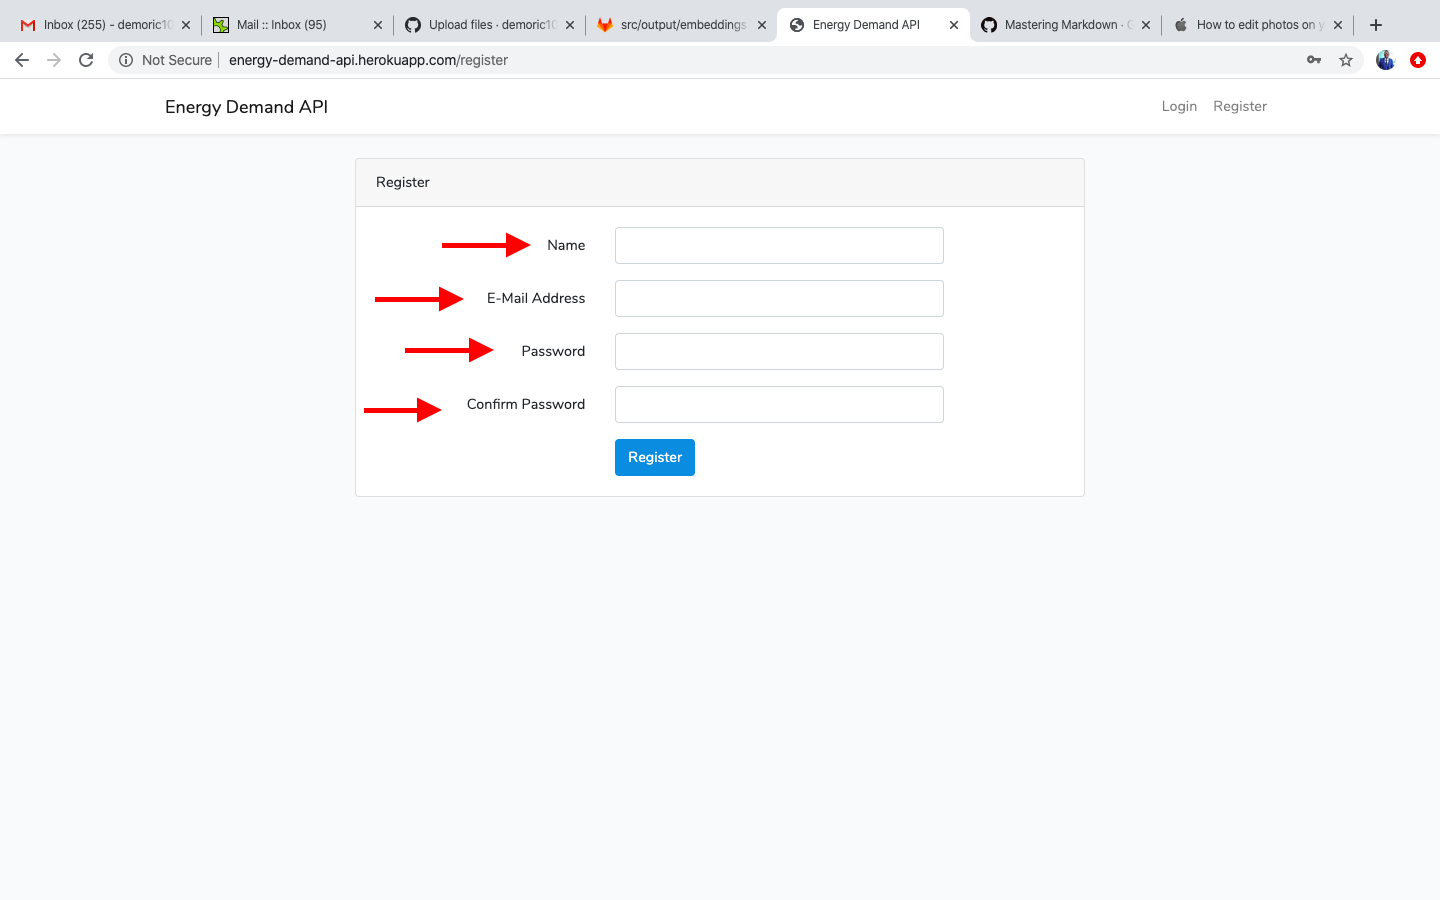 Inbox (255) - demoric10
Mail :: Inbox (95)
Upload files · demoric10
src/output/embeddings
Energy Demand API
Mastering Markdown ·
How to edit photos on
Not Secure energy-demand-api.herokuapp.com/register
Energy Demand API
Login Register
Register
Name
E-Mail Address
Password
Confirm Password
Register